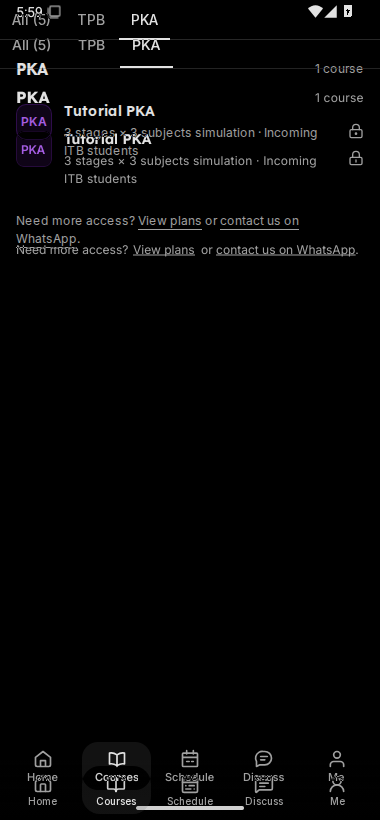 5:59
All (5) TPB PKA
All (5) TPB PKA
PKA 1 course
PKA 1 course
PKA Tutorial PKA
3 stages × 3 subjects simulation · Incoming
ITB students
PKA Tutorial PKA
3 stages × 3 subjects simulation · Incoming
ITB students
Need more access? View plans or contact us on
WhatsApp.
Need more access? View plans or contact us on WhatsApp.
Home Courses Schedule Discuss Me
Home Courses Schedule Discuss Me